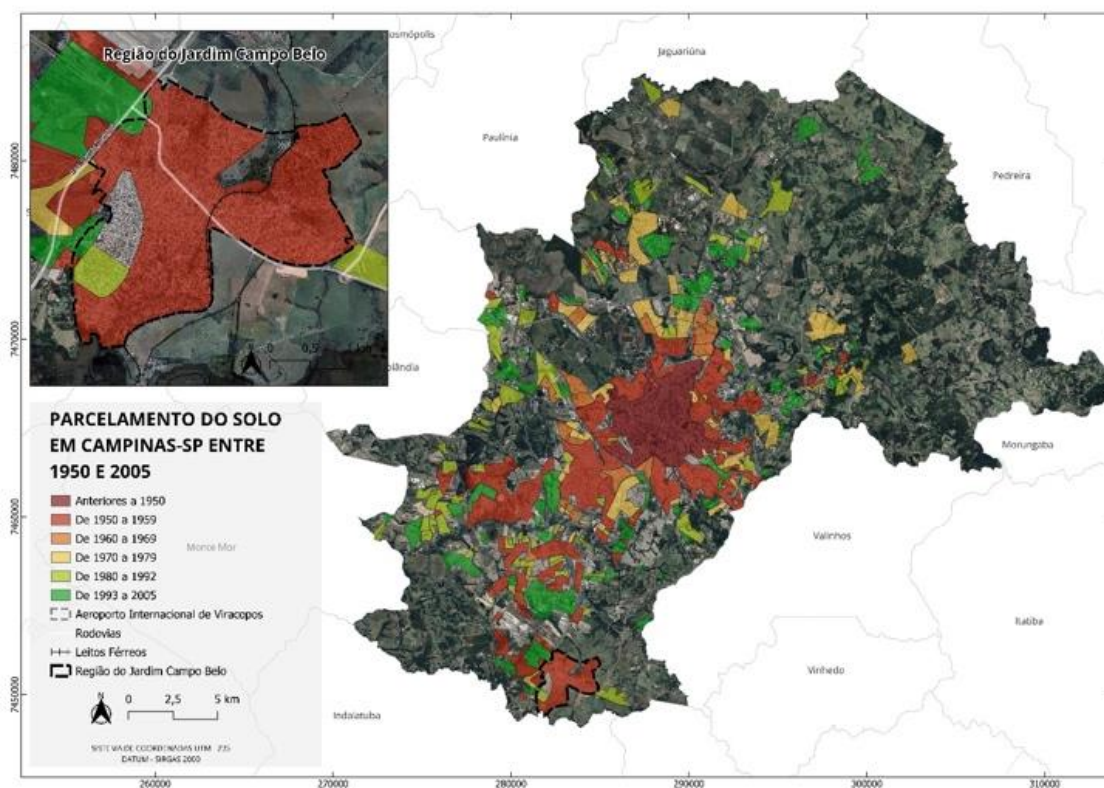 Região do Jardim Campo Belo
Jaguariúna
Paulínia
Pedreira
Morungaba
Valinhos
Itatiba
Vinhedo
Indaiatuba
Monte Mor
PARCELAMENTO DO SOLO
EM CAMPINAS-SP ENTRE
1950 E 2005
Anteriores a 1950
De 1950 a 1959
De 1960 a 1969
De 1970 a 1979
De 1980 a 1992
De 1993 a 2005
Aeroporto Internacional de Viracopos
Rodovias
Leitos Férreos
Região do Jardim Campo Belo
N
0 2,5 5 km
SISTEMA DE COORDENADAS UTM
DATUM - SIRGAS 2000
7480000
7470000
7460000
7450000
260000 270000 280000 290000 300000 310000